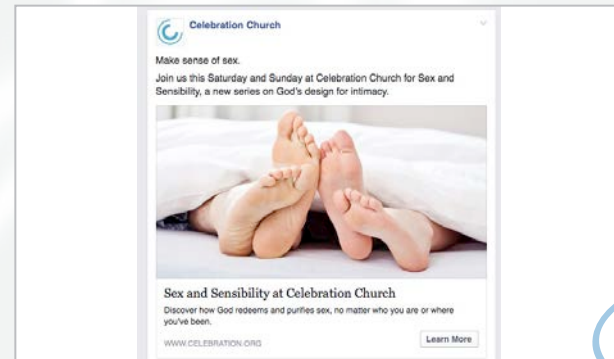 Celebration Church
Make sense of sex.
Join us this Saturday and Sunday at Celebration Church for Sex and
Sensibility, a new series on God's design for intimacy.
Sex and Sensibility at Celebration Church
Discover how God redeems and purifies sex, no matter who you are or where
you've been.
WWW.CELEBRATION.ORG
Learn More